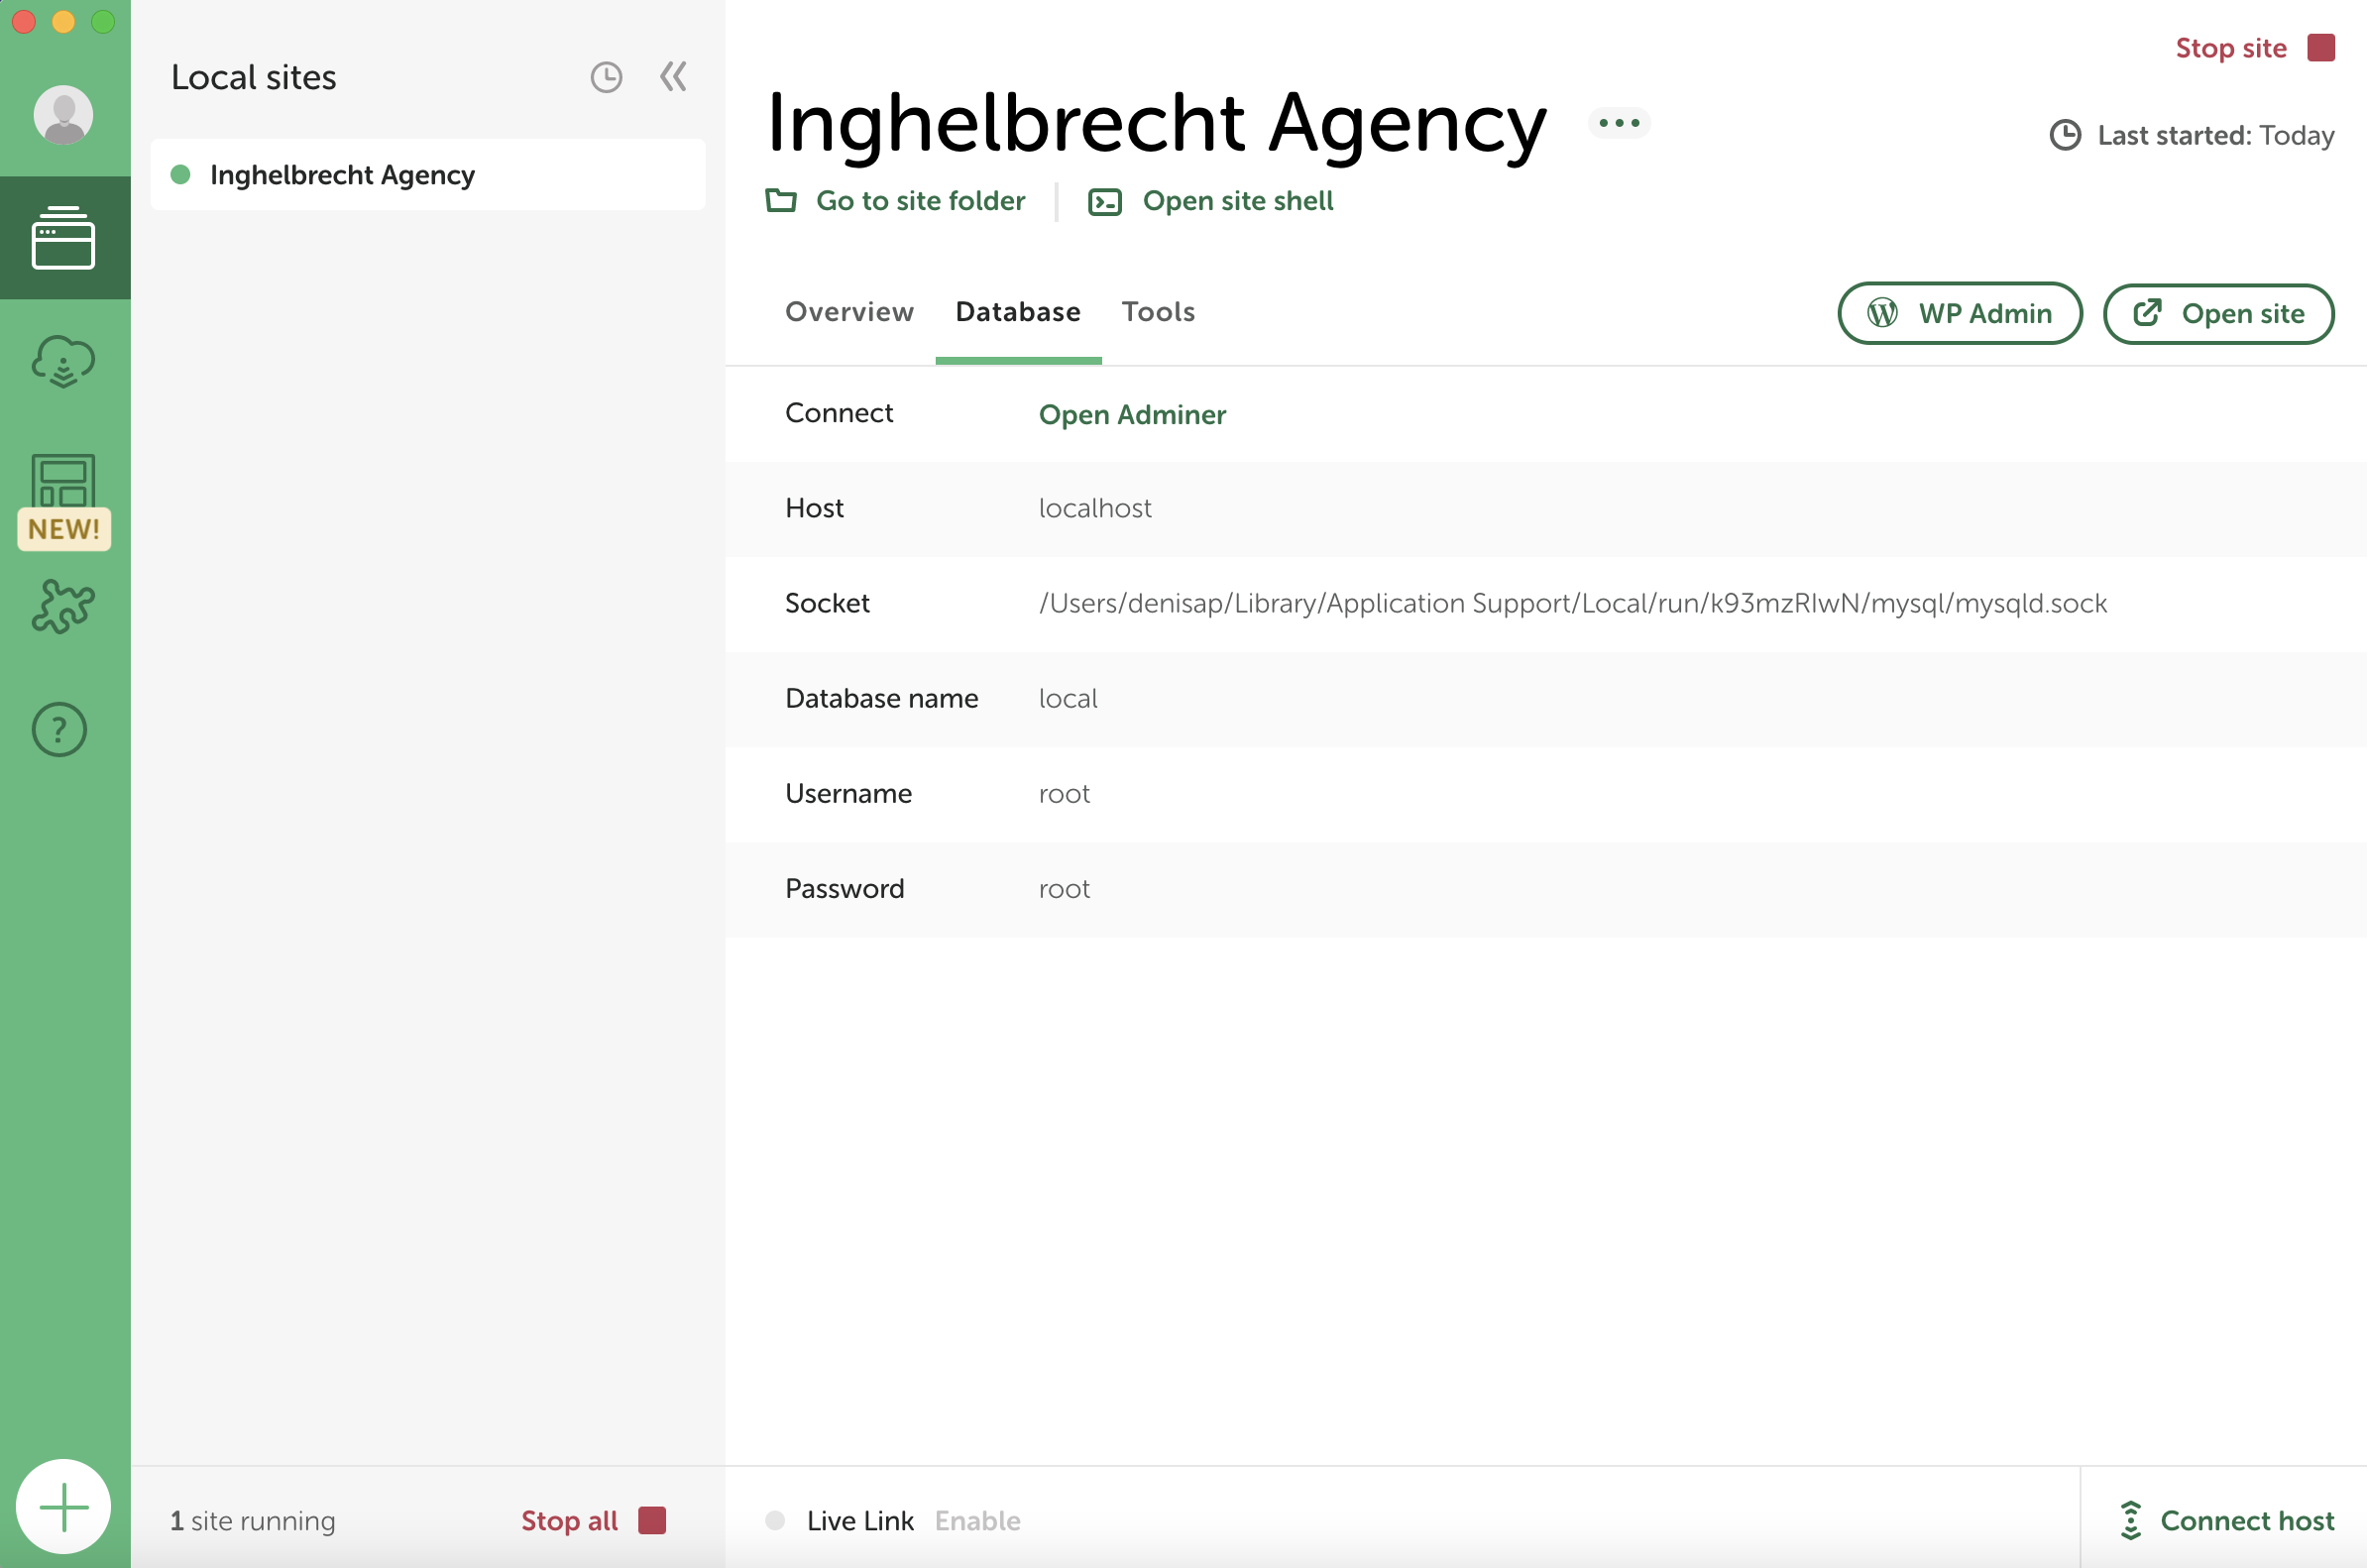 Local sites
Inghelbrecht Agency
NEW!
?
1 site running
Stop all
Stop site
Inghelbrecht Agency
Last started: Today
Go to site folder
Open site shell
Overview
Database
Tools
WP Admin
Open site
Connect
Open Adminer
Host
localhost
Socket
/Users/denisap/Library/Application Support/Local/run/k93mzRIwN/mysql/mysqld.sock
Database name
local
Username
root
Password
root
Live Link
Enable
Connect host